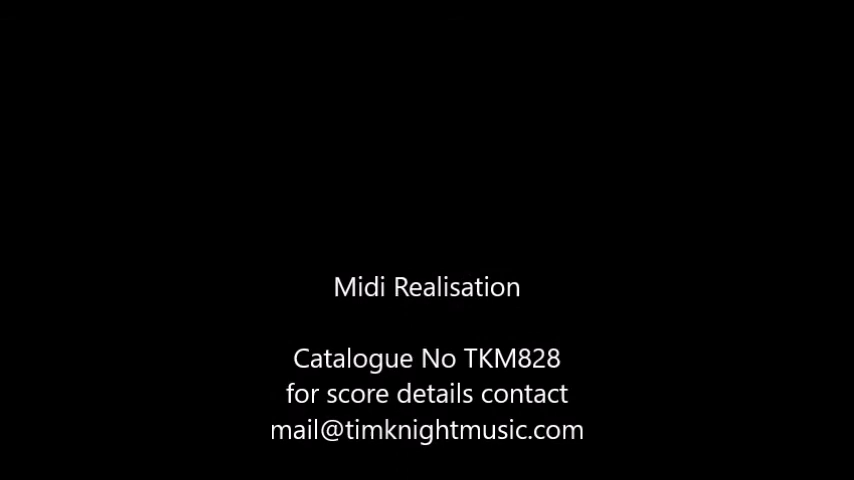 Midi Realisation
Catalogue No TKM828
for score details contact
mail@timknightmusic.com